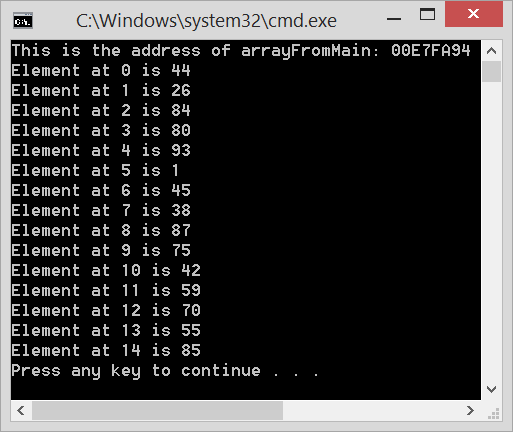 C:\Windows\system32\cmd.exe
This is the address of arrayFromMain: 00E7FA94
Element at 0 is 44
Element at 1 is 26
Element at 2 is 84
Element at 3 is 80
Element at 4 is 93
Element at 5 is 1
Element at 6 is 45
Element at 7 is 38
Element at 8 is 87
Element at 9 is 75
Element at 10 is 42
Element at 11 is 59
Element at 12 is 70
Element at 13 is 55
Element at 14 is 85
Press any key to continue . . .